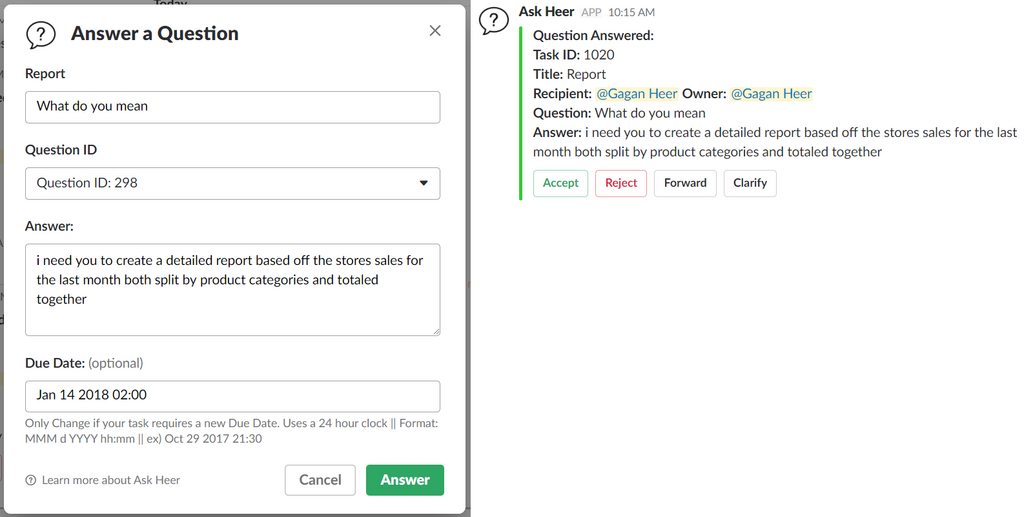 Today
Answer a Question
Report
What do you mean
Question ID
Question ID: 298
Answer:
i need you to create a detailed report based off the stores sales for
the last month both split by product categories and totaled
together
Due Date: (optional)
Jan 14 2018 02:00
Only Change if your task requires a new Due Date. Uses a 24 hour clock || Format:
MMM d YYYY hh:mm || ex) Oct 29 2017 21:30
Learn more about Ask Heer
Cancel
Answer
Ask Heer APP 10:15 AM
Question Answered:
Task ID: 1020
Title: Report
Recipient: @Gagan Heer Owner: @Gagan Heer
Question: What do you mean
Answer: i need you to create a detailed report based off the stores sales for the last
month both split by product categories and totaled together
Accept Reject Forward Clarify